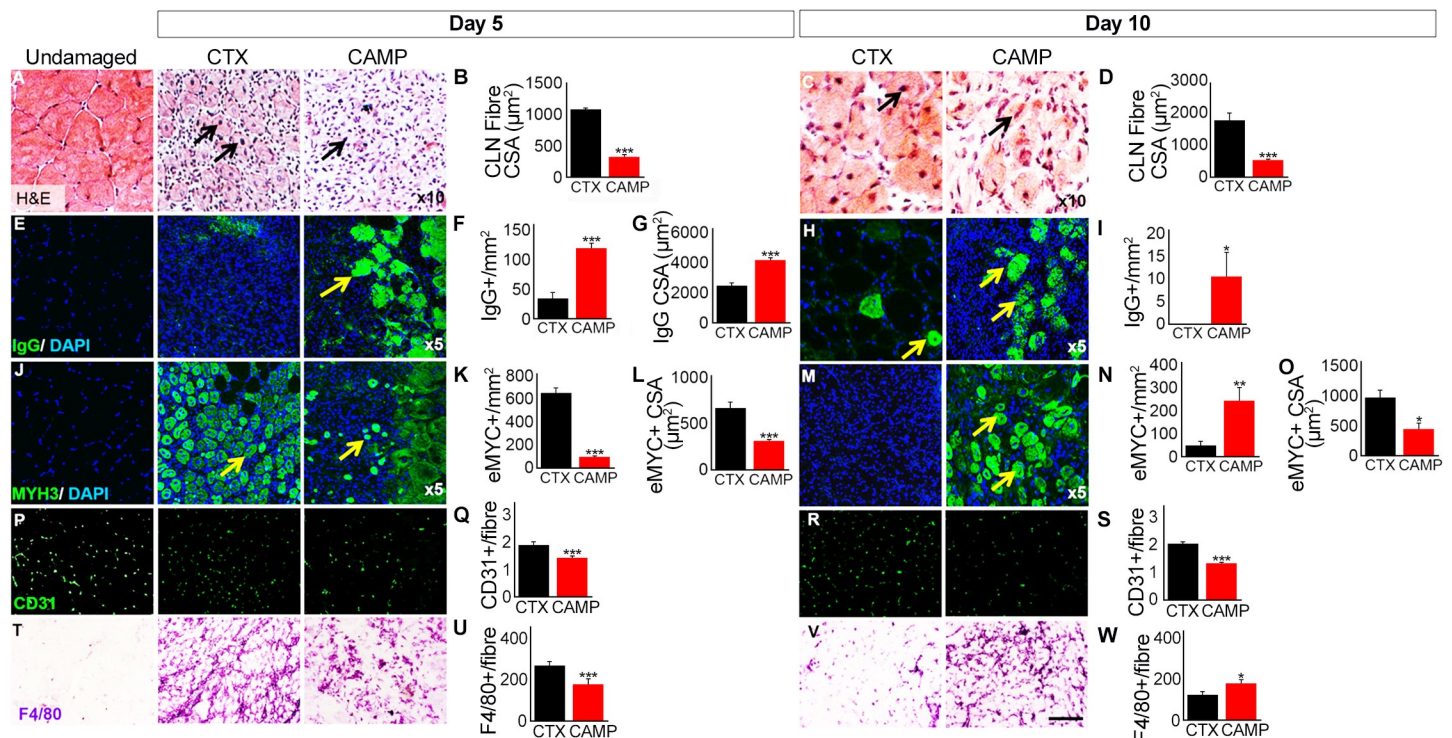 Day 5
Day 10
Undamaged
CTX
CAMP
CTX
CAMP
A
H&E
x10
B
CLN Fibre
CSA (µm²)
1500
1000
500
0
***
CTX CAMP
C
x10
D
CLN Fibre
CSA (µm²)
3000
2000
1000
0
***
CTX CAMP
E
IgG/ DAPI
x5
F
IgG+/mm²
150
100
50
0
***
CTX CAMP
G
IgG CSA (µm²)
6000
4000
2000
0
***
CTX CAMP
H
x5
I
IgG+/mm²
20
15
10
5
0
*
CTX CAMP
J
MYH3/ DAPI
x5
K
eMYC+/mm²
800
600
400
200
0
***
CTX CAMP
L
eMYC+ CSA
(µm²)
1000
500
0
***
CTX CAMP
M
x5
N
eMYC+/mm²
400
300
200
100
0
**
CTX CAMP
O
eMYC+ CSA
(µm²)
1500
1000
500
0
*
CTX CAMP
P
CD31
Q
CD31+/fibre
3
2
1
0
***
CTX CAMP
R
S
CD31+/fibre
3
2
1
0
***
CTX CAMP
T
F4/80
U
F4/80+/fibre
400
200
0
***
CTX CAMP
V
W
F4/80+/fibre
400
200
0
*
CTX CAMP